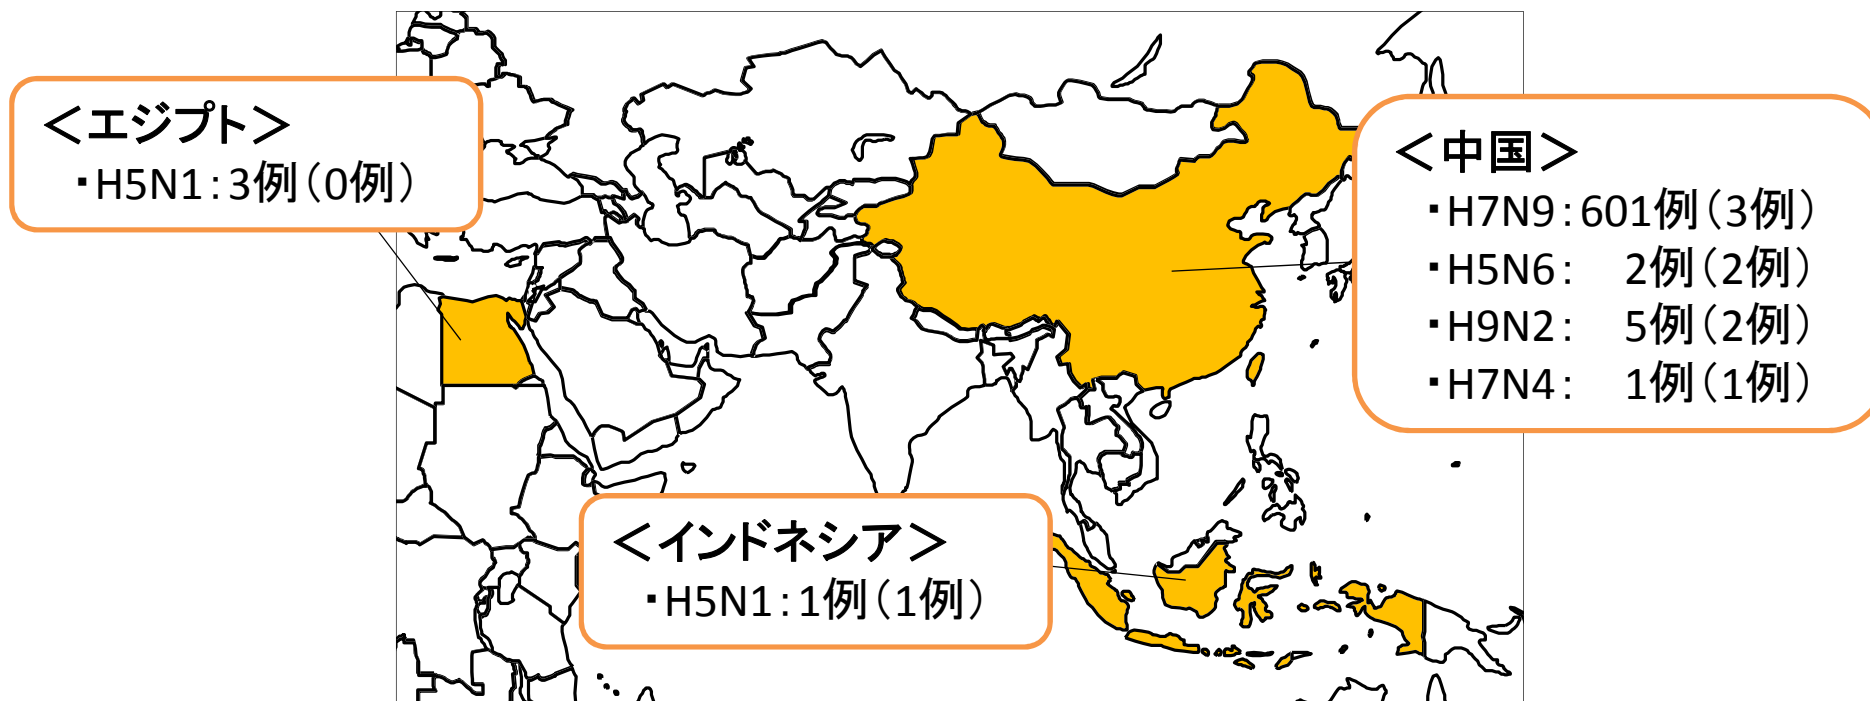 ＜エジプト＞
・H5N1：3例（0例）
＜中国＞
・H7N9：601例（3例）
・H5N6：　2例（2例）
・H9N2：　5例（2例）
・H7N4：　1例（1例）
＜インドネシア＞
・H5N1：1例（1例）